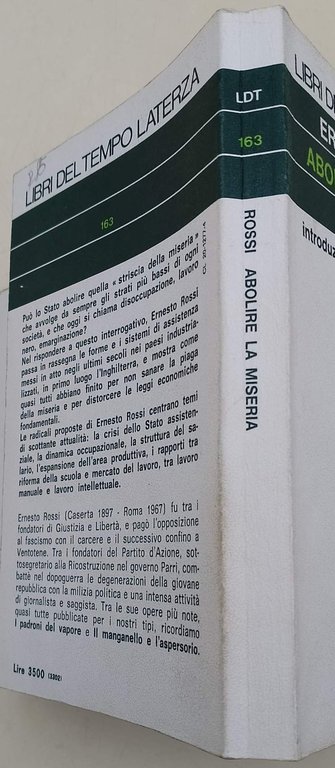 LIBRI DEL TEMPO LATERZA
163
Può lo Stato abolire quella « striscia della miseria »
che avvolge da sempre gli strati più bassi di ogni
società, e che oggi si chiama disoccupazione, lavoro
nero, emarginazione?
Nel rispondere a questo interrogativo, Ernesto Rossi
passa in rassegna le forme e i sistemi di assistenza
messi in atto negli ultimi secoli nei paesi industria-
lizzati, in primo luogo l'Inghilterra, e mostra come
quasi tutti abbiano finito per non sanare la piaga
della miseria e per distorcere le leggi economiche
fondamentali.
Le radicali proposte di Ernesto Rossi centrano temi
di scottante attualità: la crisi dello Stato assisten-
ziale, la dinamica occupazionale, la struttura del sa-
lario, l'espansione dell'area produttiva, i rapporti tra
riforma della scuola e mercato del lavoro, tra lavoro
manuale e lavoro intellettuale.
Ernesto Rossi (Caserta 1897 - Roma 1967) fu tra i
fondatori di Giustizia e Libertà, e pagò l'opposizione
al fascismo con il carcere e il successivo confino a
Ventotene. Tra i fondatori del Partito d'Azione, sot-
tosegretario alla Ricostruzione nel governo Parri, com-
batté nel dopoguerra le degenerazioni della giovane
repubblica con la milizia politica e una intensa attività
di giornalista e saggista. Tra le sue opere più note,
quasi tutte pubblicate per i nostri tipi, ricordiamo
I padroni del vapore e Il manganello e l'aspersorio.
Lire 3500 (3302)
LDT
163
ROSSI ABOLIRE LA MISERIA
LIBRI D
ER
ABO
introduz